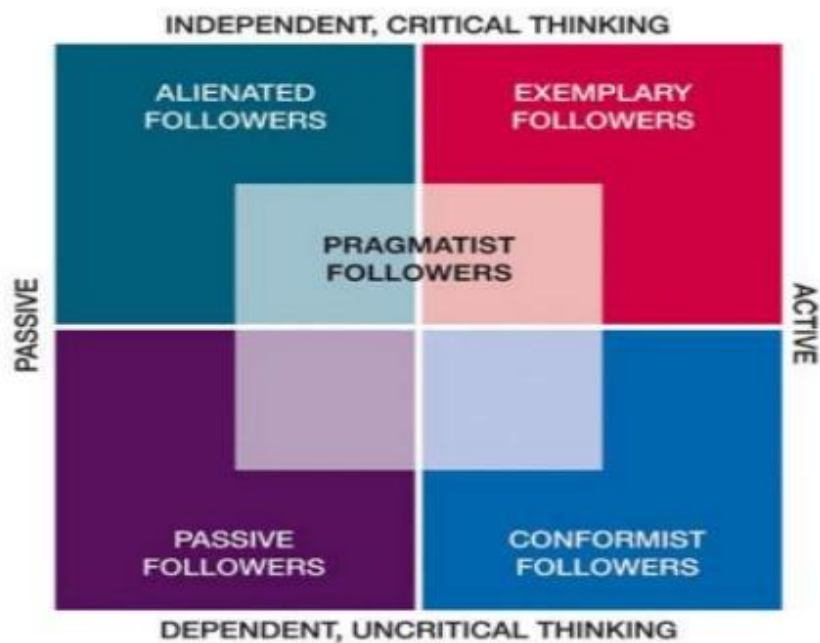 INDEPENDENT, CRITICAL THINKING
ALIENATED
FOLLOWERS
EXEMPLARY
FOLLOWERS
PRAGMATIST
FOLLOWERS
PASSIVE
ACTIVE
PASSIVE
FOLLOWERS
CONFORMIST
FOLLOWERS
DEPENDENT, UNCRITICAL THINKING